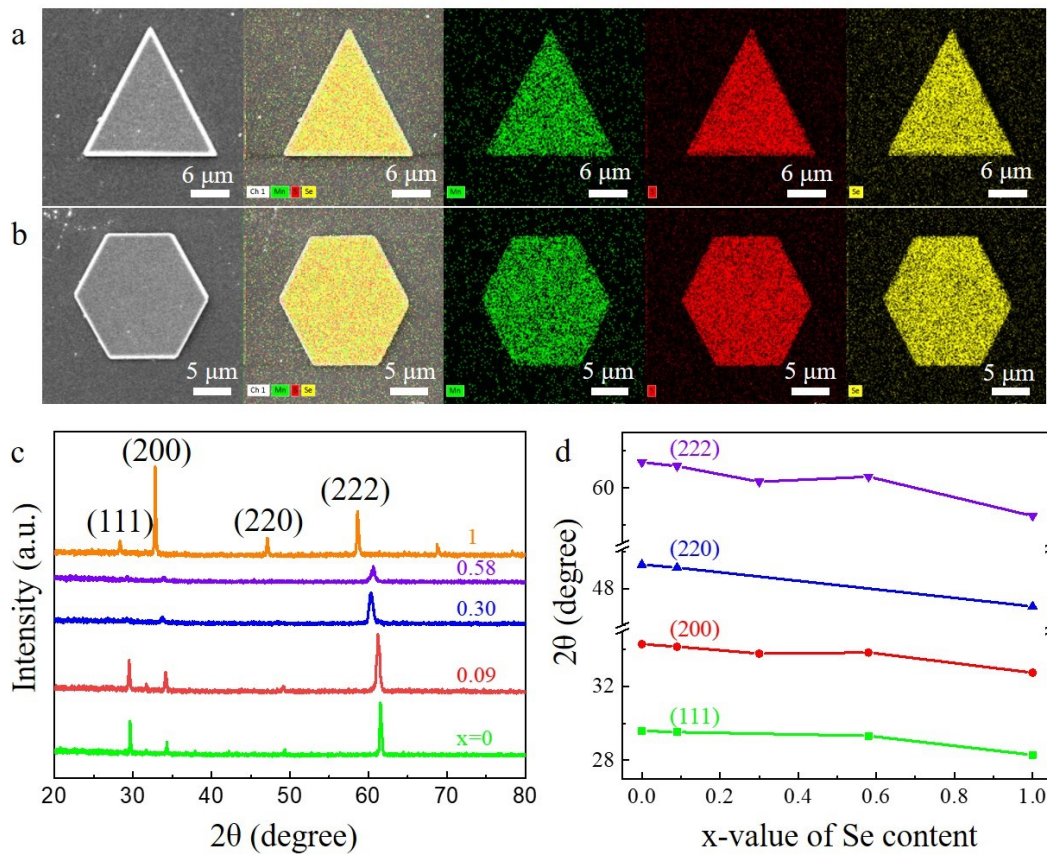 a
6 μm 6 μm 6 μm 6 μm 6 μm
Ch 1 Mn S Se Mn S Se
b
5 μm 5 μm 5 μm 5 μm 5 μm
Ch 1 Mn S Se Mn S Se
c
(200)
(111)
(220)
(222)
1
0.58
0.30
0.09
x=0
Intensity (a.u.)
20 30 40 50 60 70 80
2θ (degree)
d
(222)
60
(220)
48
(200)
32
(111)
28
2θ (degree)
0.0 0.2 0.4 0.6 0.8 1.0
x-value of Se content